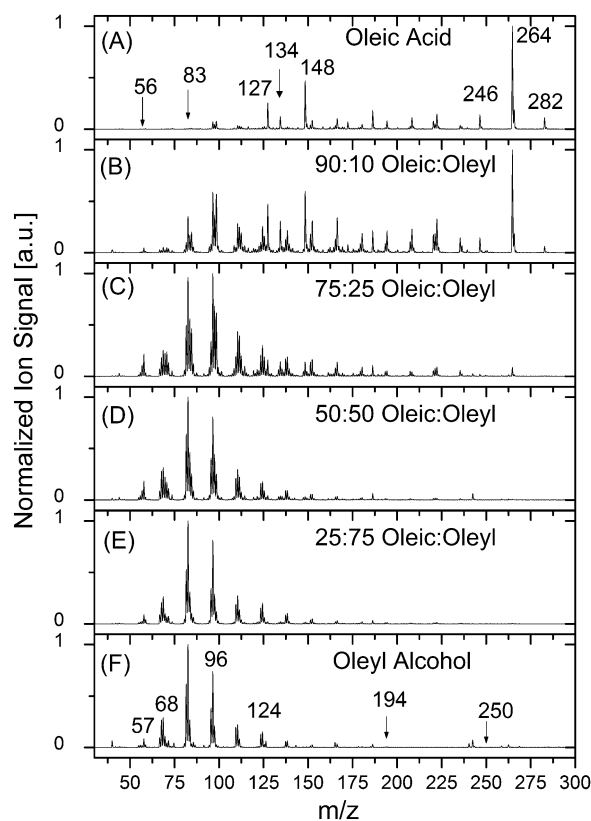 Normalized Ion Signal [a.u.]
1
(A)
Oleic Acid
56
83
127
134
148
246
264
282
0
1
(B)
90:10 Oleic:Oleyl
0
1
(C)
75:25 Oleic:Oleyl
0
1
(D)
50:50 Oleic:Oleyl
0
1
(E)
25:75 Oleic:Oleyl
0
1
(F)
Oleyl Alcohol
57
68
96
124
194
250
0
50 75 100 125 150 175 200 225 250 275 300
m/z